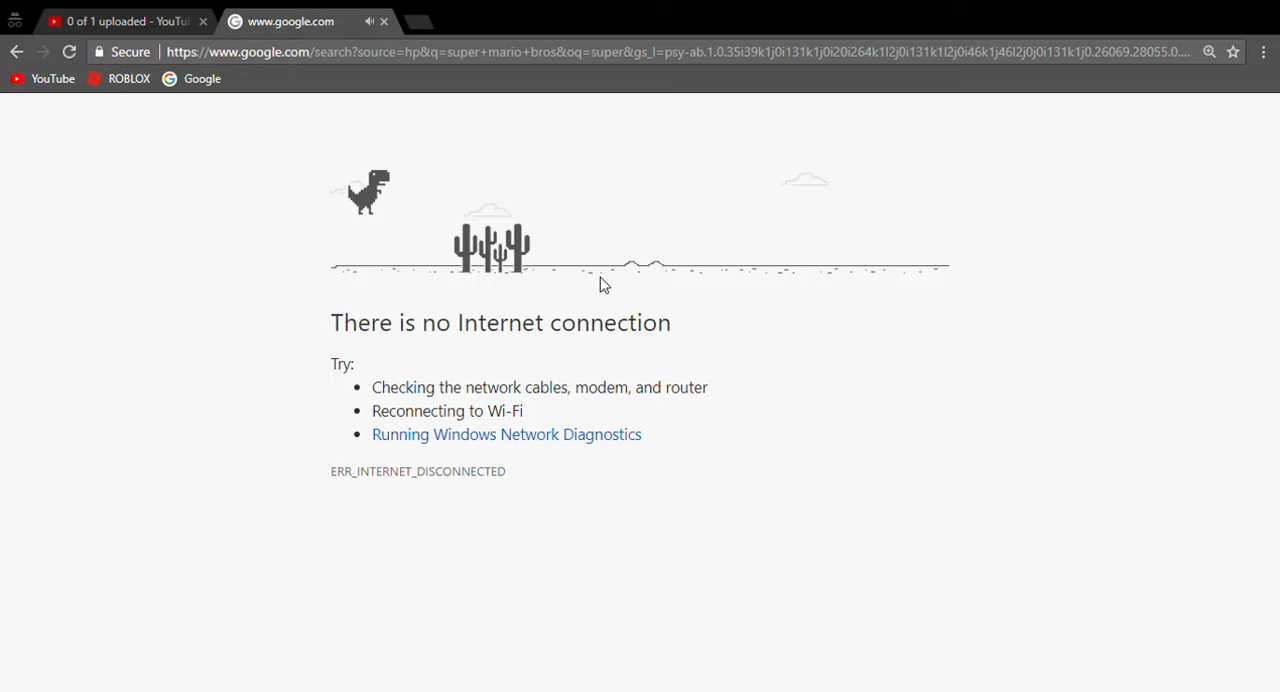 0 of 1 uploaded - YouTu
www.google.com
Secure
https://www.google.com/search?source=hp&q=super+mario+bros&oq=super&gs_l=psy-ab.1.0.35i39k1j0i131k1j0i20i264k1l2j0i131k1l2j0i46k1j46l2j0j0i131k1j0.26069.28055.0....
YouTube
ROBLOX
Google
There is no Internet connection
Try:
Checking the network cables, modem, and router
Reconnecting to Wi-Fi
Running Windows Network Diagnostics
ERR_INTERNET_DISCONNECTED